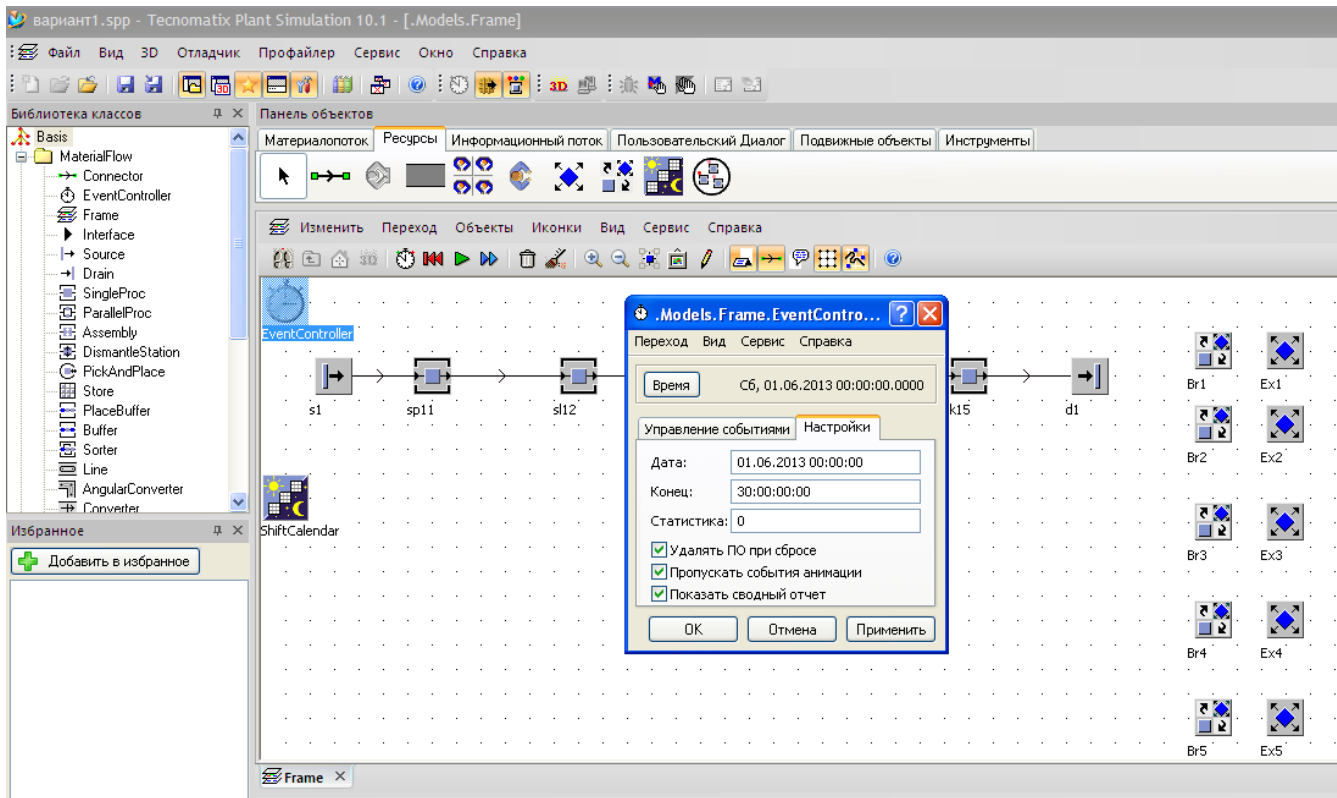 вариант1.spp - Tecnomatix Plant Simulation 10.1 - [.Models.Frame]
Файл Вид 3D Отладчик Профайлер Сервис Окно Справка
3D
Библиотека классов
Basis
MaterialFlow
Connector
EventController
Frame
Interface
Source
Drain
SingleProc
ParallelProc
Assembly
DismantleStation
PickAndPlace
Store
PlaceBuffer
Buffer
Sorter
Line
AngularConverter
Converter
Избранное
Добавить в избранное
Панель объектов
Материалопоток Ресурсы Информационный поток Пользовательский Диалог Подвижные объекты Инструменты
Изменить Переход Объекты Иконки Вид Сервис Справка
3D
EventController
s1 sp11 sl12 k15 d1
ShiftCalendar
.Models.Frame.EventContro...
Переход Вид Сервис Справка
Время Сб, 01.06.2013 00:00:00.0000
Управление событиями Настройки
Дата: 01.06.2013 00:00:00
Конец: 30:00:00:00
Статистика: 0
Удалять ПО при сбросе
Пропускать события анимации
Показать сводный отчет
ОК Отмена Применить
Br1 Ex1
Br2 Ex2
Br3 Ex3
Br4 Ex4
Br5 Ex5
Frame